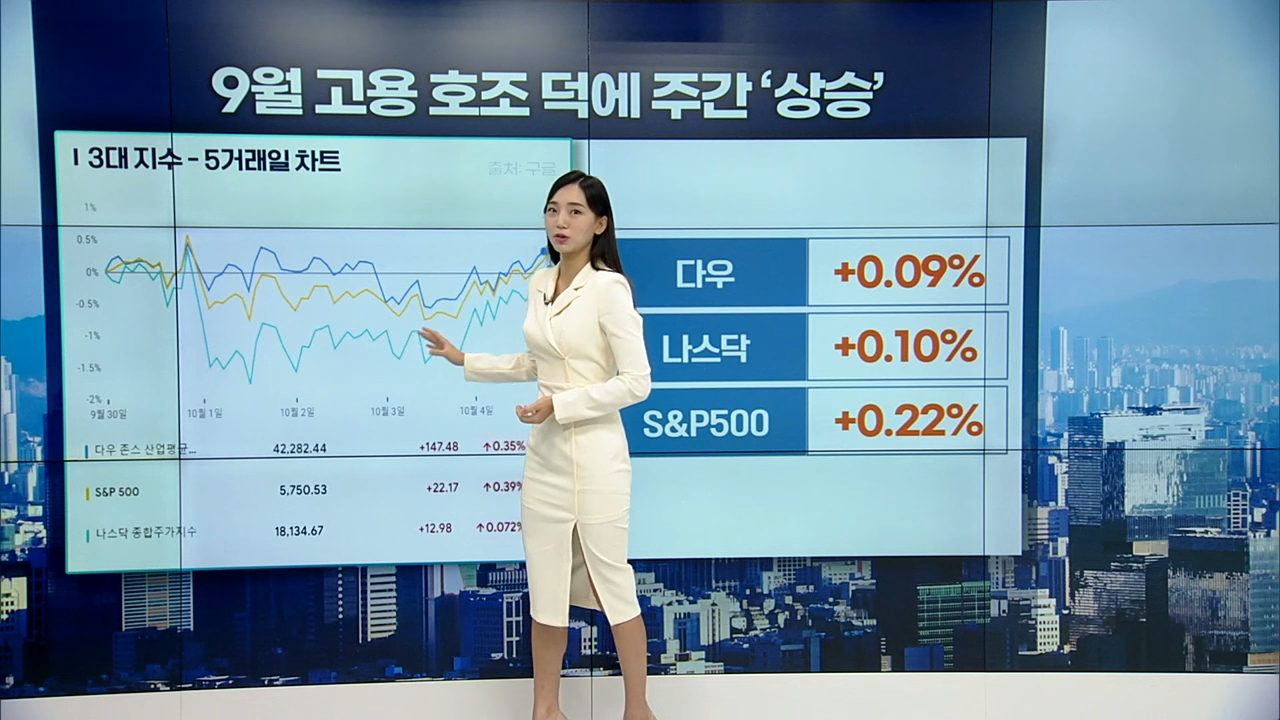 9월 고용 호조 덕에 주간 ‘상승’
3대 지수 - 5거래일 차트
출처: 구글
1%
0.5%
0%
-0.5%
-1%
-1.5%
-2%
9월 30일 10월 1일 10월 2일 10월 3일 10월 4일
다우 존스 산업평균... 42,282.44 +147.48 ↑0.35%
S&P 500 5,750.53 +22.17 ↑0.39%
나스닥 종합주가지수 18,134.67 +12.98 ↑0.072%
다우 +0.09%
나스닥 +0.10%
S&P500 +0.22%